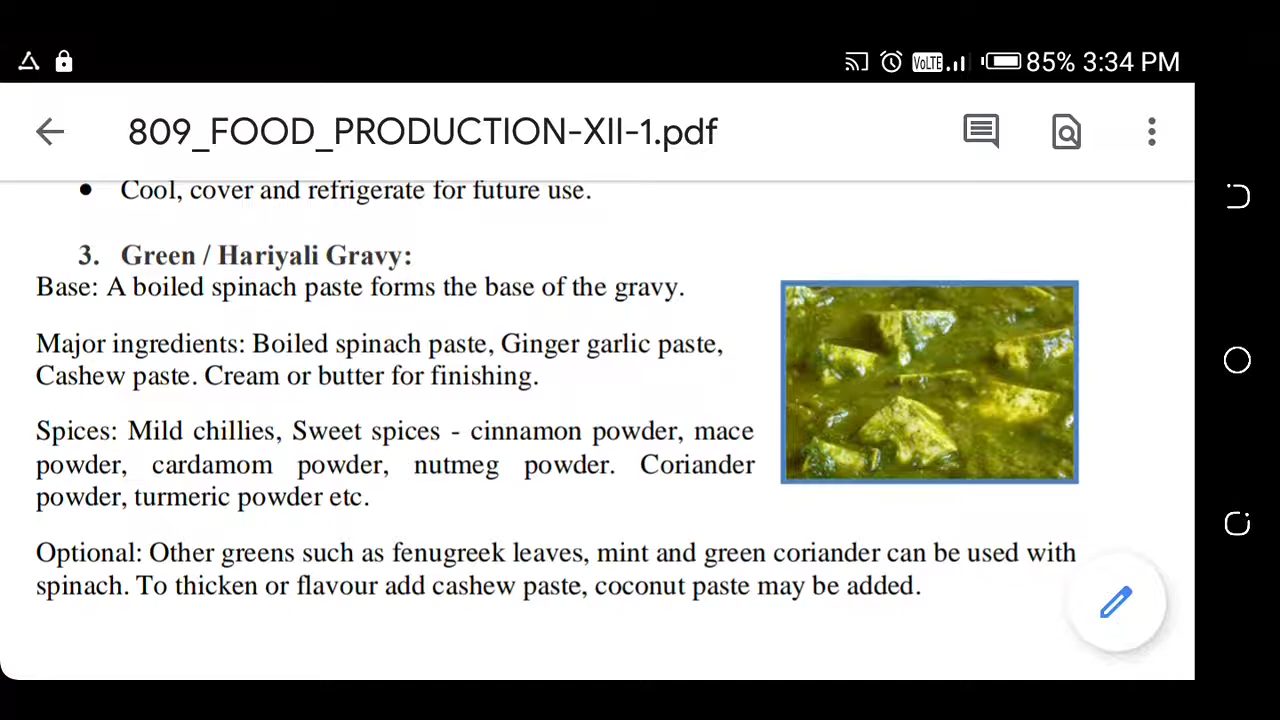 VoLTE 85% 3:34 PM
809_FOOD_PRODUCTION-XII-1.pdf
• Cool, cover and refrigerate for future use.
3. Green / Hariyali Gravy:
Base: A boiled spinach paste forms the base of the gravy.
Major ingredients: Boiled spinach paste, Ginger garlic paste,
Cashew paste. Cream or butter for finishing.
Spices: Mild chillies, Sweet spices - cinnamon powder, mace
powder, cardamom powder, nutmeg powder. Coriander
powder, turmeric powder etc.
Optional: Other greens such as fenugreek leaves, mint and green coriander can be used with
spinach. To thicken or flavour add cashew paste, coconut paste may be added.